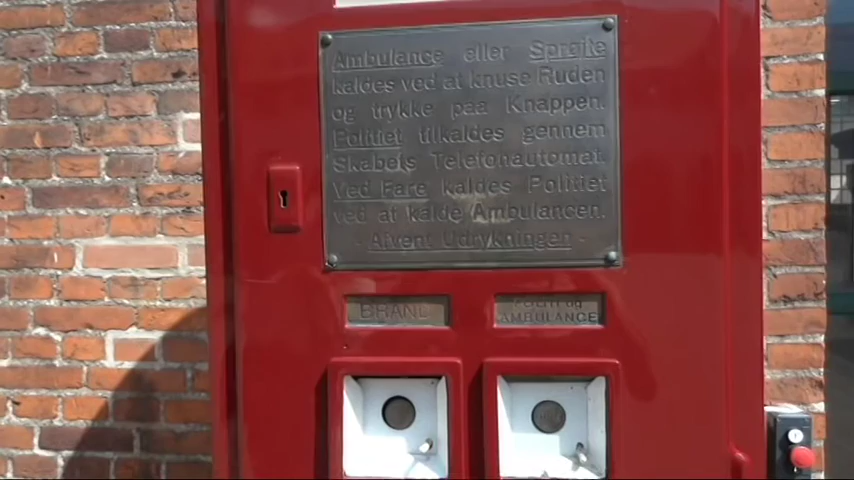 Ambulance eller Sprøjte
kaldes ved at knuse Ruden
og trykke paa Knappen.
Politiet tilkaldes gennem
Skabets Telefonautomat.
Ved Fare kaldes Politiet
ved at kalde Ambulancen.
- Afvent Udrykningen -
BRAND
POLITI og
AMBULANCE